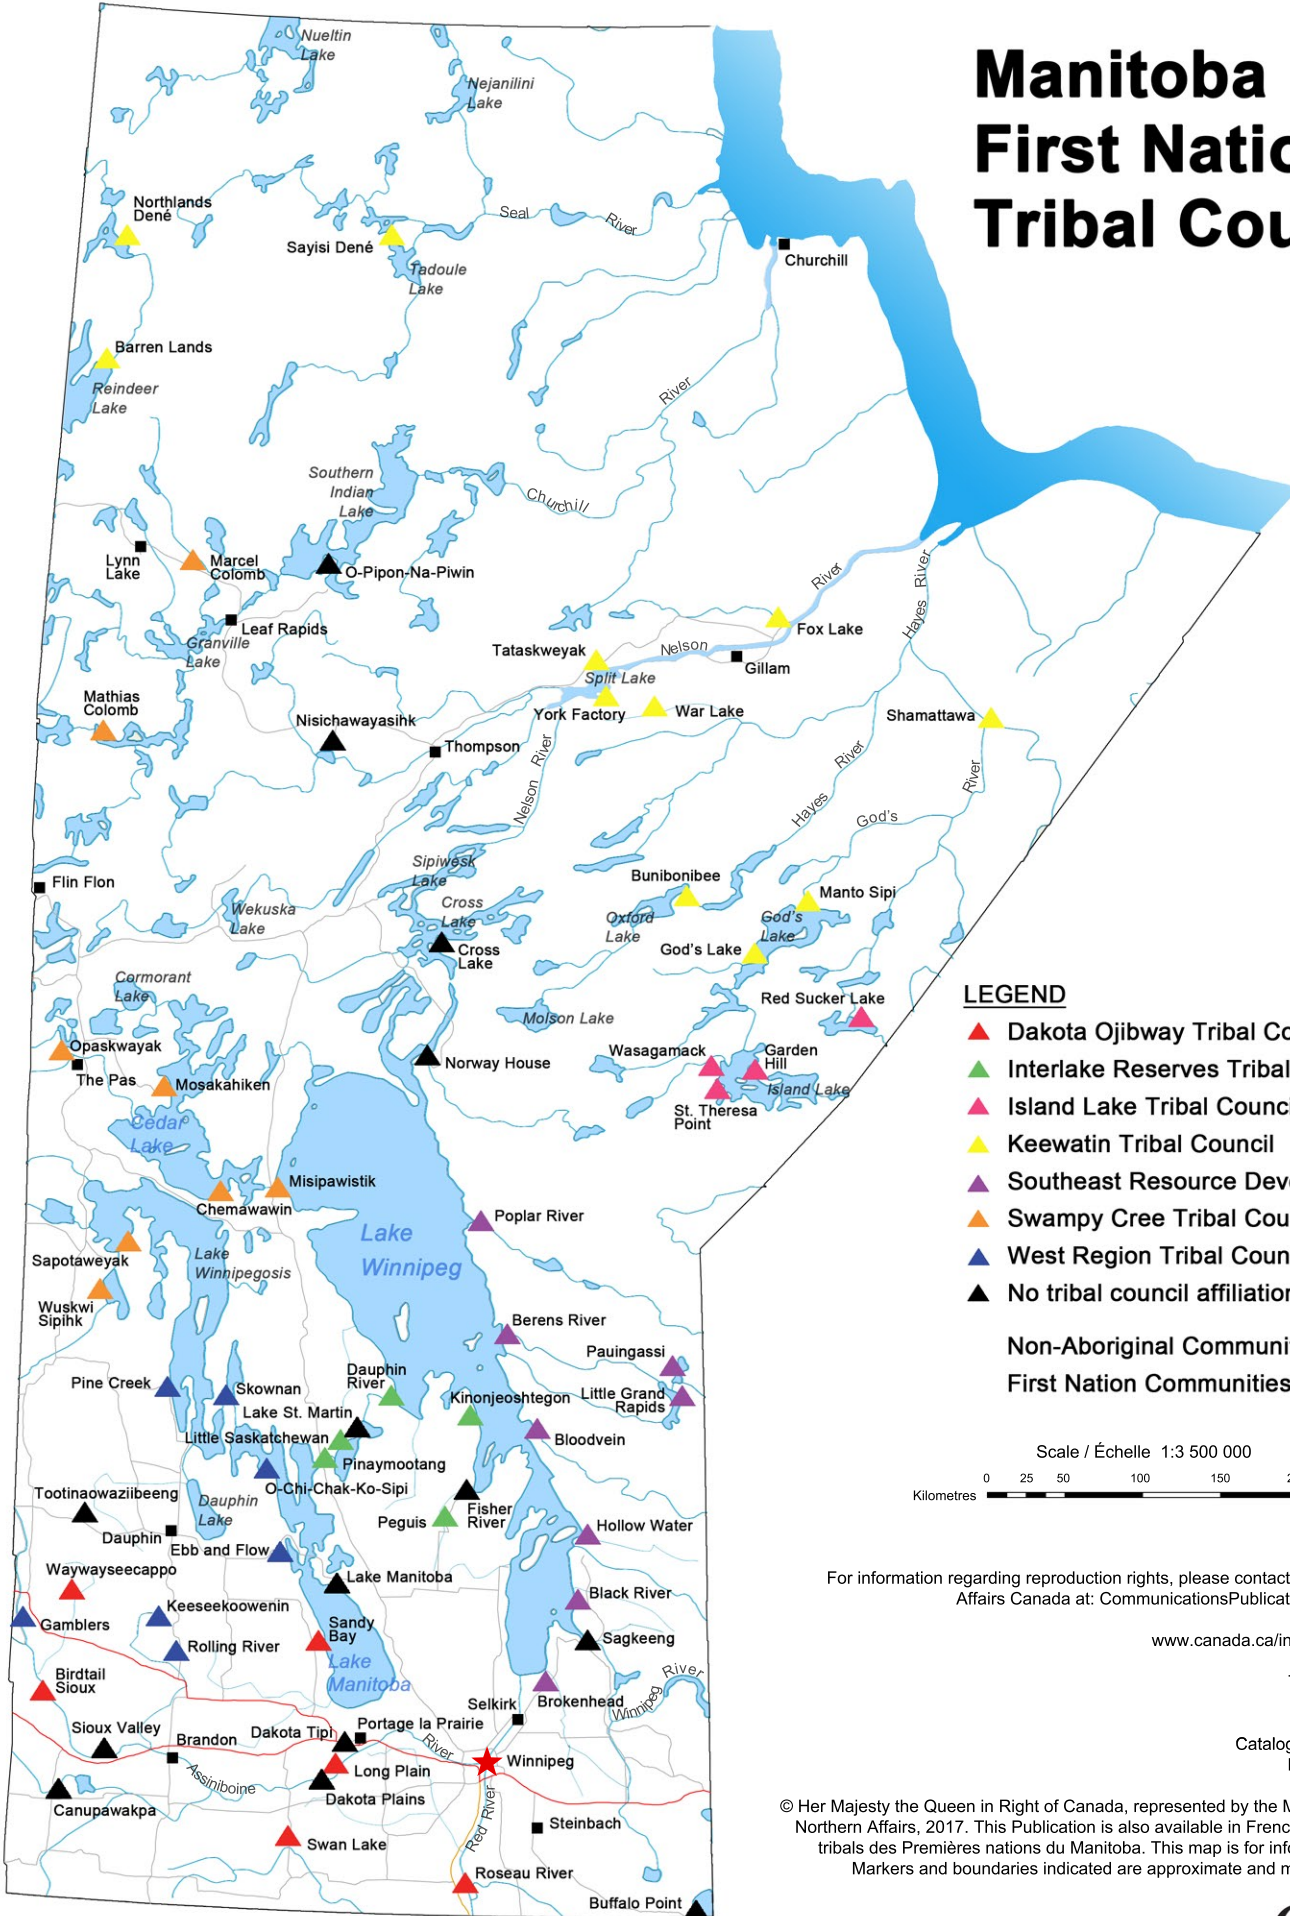 Manitoba
First Natio
Tribal Cou
Nueltin
Lake
Nejanilini
Lake
Northlands
Dené
Sayisi Dené
Seal
River
Tadoule
Lake
Churchill
Barren Lands
Reindeer
Lake
River
Southern
Indian
Lake
Churchill
Lynn
Lake
Marcel
Colomb
O-Pipon-Na-Piwin
Leaf Rapids
Granville
Lake
River
Hayes River
Fox Lake
Tataskweyak
Nelson
Gillam
Split Lake
York Factory
War Lake
Shamattawa
Mathias
Colomb
Nisichawayasihk
Thompson
Nelson River
Hayes River
God's
River
Flin Flon
Sipiwesk
Lake
Bunibonibee
Manto Sipi
Wekuska
Lake
Cross
Lake
Oxford
Lake
God's
Lake
Cross
Lake
God's Lake
Cormorant
Lake
Red Sucker Lake
Molson Lake
Opaskwayak
The Pas
Mosakahiken
Norway House
Wasagamack
Garden
Hill
Island Lake
St. Theresa
Point
Cedar
Lake
Misipawistik
Chemawawin
Poplar River
Lake
Winnipeg
Sapotaweyak
Lake
Winnipegosis
Wuskwi
Sipihk
Berens River
Pauingassi
Pine Creek
Skownan
Dauphin
River
Kinonjeoshtegon
Little Grand
Rapids
Lake St. Martin
Little Saskatchewan
Bloodvein
Pinaymootang
O-Chi-Chak-Ko-Sipi
Tootinaowaziibeeng
Dauphin
Lake
Fisher
River
Peguis
Dauphin
Ebb and Flow
Hollow Water
Waywayseecappo
Lake Manitoba
Black River
Keeseekoowenin
Gamblers
Sandy
Bay
Sagkeeng
Rolling River
Lake
Manitoba
Birdtail
Sioux
Winnipeg River
Selkirk
Brokenhead
Sioux Valley
Brandon
Dakota Tipi
Portage la Prairie
River
Winnipeg
Assiniboine
Long Plain
Dakota Plains
Canupawakpa
Red River
Steinbach
Swan Lake
Roseau River
Buffalo Point
LEGEND
Dakota Ojibway Tribal Co
Interlake Reserves Tribal
Island Lake Tribal Counci
Keewatin Tribal Council
Southeast Resource Deve
Swampy Cree Tribal Cou
West Region Tribal Coun
No tribal council affiliation
Non-Aboriginal Communi
First Nation Communities
Scale / Échelle 1:3 500 000
0 25 50 100 150 2
Kilometres
For information regarding reproduction rights, please contact
Affairs Canada at: CommunicationsPublicat
www.canada.ca/in
Catalog
© Her Majesty the Queen in Right of Canada, represented by the M
Northern Affairs, 2017. This Publication is also available in Frenc
tribals des Premières nations du Manitoba. This map is for info
Markers and boundaries indicated are approximate and m